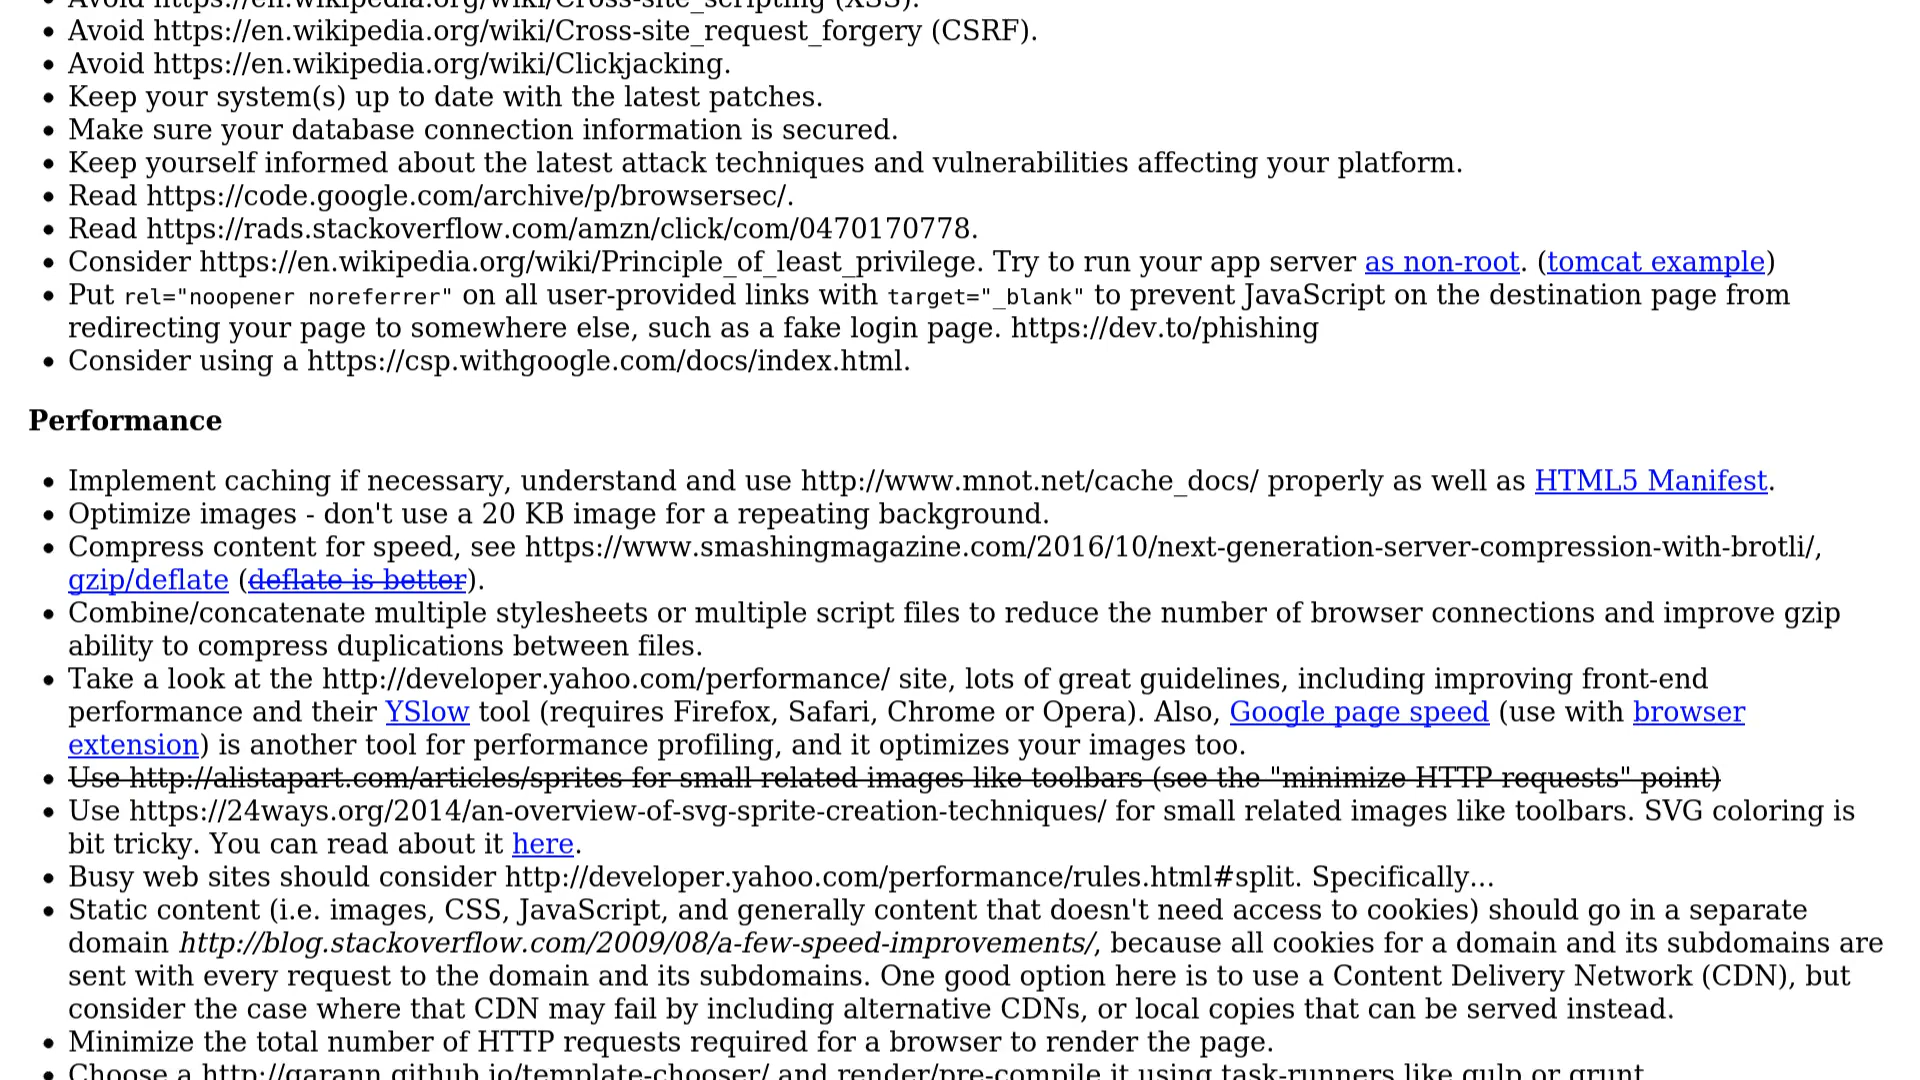 Avoid https://en.wikipedia.org/wiki/Cross-site_scripting (XSS).
Avoid https://en.wikipedia.org/wiki/Cross-site_request_forgery (CSRF).
Avoid https://en.wikipedia.org/wiki/Clickjacking.
Keep your system(s) up to date with the latest patches.
Make sure your database connection information is secured.
Keep yourself informed about the latest attack techniques and vulnerabilities affecting your platform.
Read https://code.google.com/archive/p/browsersec/.
Read https://rads.stackoverflow.com/amzn/click/com/0470170778.
Consider https://en.wikipedia.org/wiki/Principle_of_least_privilege. Try to run your app server as non-root. (tomcat example)
Put rel="noopener noreferrer" on all user-provided links with target="_blank" to prevent JavaScript on the destination page from
redirecting your page to somewhere else, such as a fake login page. https://dev.to/phishing
Consider using a https://csp.withgoogle.com/docs/index.html.
Performance
Implement caching if necessary, understand and use http://www.mnot.net/cache_docs/ properly as well as HTML5 Manifest.
Optimize images - don't use a 20 KB image for a repeating background.
Compress content for speed, see https://www.smashingmagazine.com/2016/10/next-generation-server-compression-with-brotli/,
gzip/deflate (deflate is better).
Combine/concatenate multiple stylesheets or multiple script files to reduce the number of browser connections and improve gzip
ability to compress duplications between files.
Take a look at the http://developer.yahoo.com/performance/ site, lots of great guidelines, including improving front-end
performance and their YSlow tool (requires Firefox, Safari, Chrome or Opera). Also, Google page speed (use with browser
extension) is another tool for performance profiling, and it optimizes your images too.
Use http://alistapart.com/articles/sprites for small related images like toolbars (see the "minimize HTTP requests" point)
Use https://24ways.org/2014/an-overview-of-svg-sprite-creation-techniques/ for small related images like toolbars. SVG coloring is
bit tricky. You can read about it here.
Busy web sites should consider http://developer.yahoo.com/performance/rules.html#split. Specifically...
Static content (i.e. images, CSS, JavaScript, and generally content that doesn't need access to cookies) should go in a separate
domain http://blog.stackoverflow.com/2009/08/a-few-speed-improvements/, because all cookies for a domain and its subdomains are
sent with every request to the domain and its subdomains. One good option here is to use a Content Delivery Network (CDN), but
consider the case where that CDN may fail by including alternative CDNs, or local copies that can be served instead.
Minimize the total number of HTTP requests required for a browser to render the page.
Choose a http://garann.github.io/template-chooser/ and render/pre-compile it using task-runners like gulp or grunt